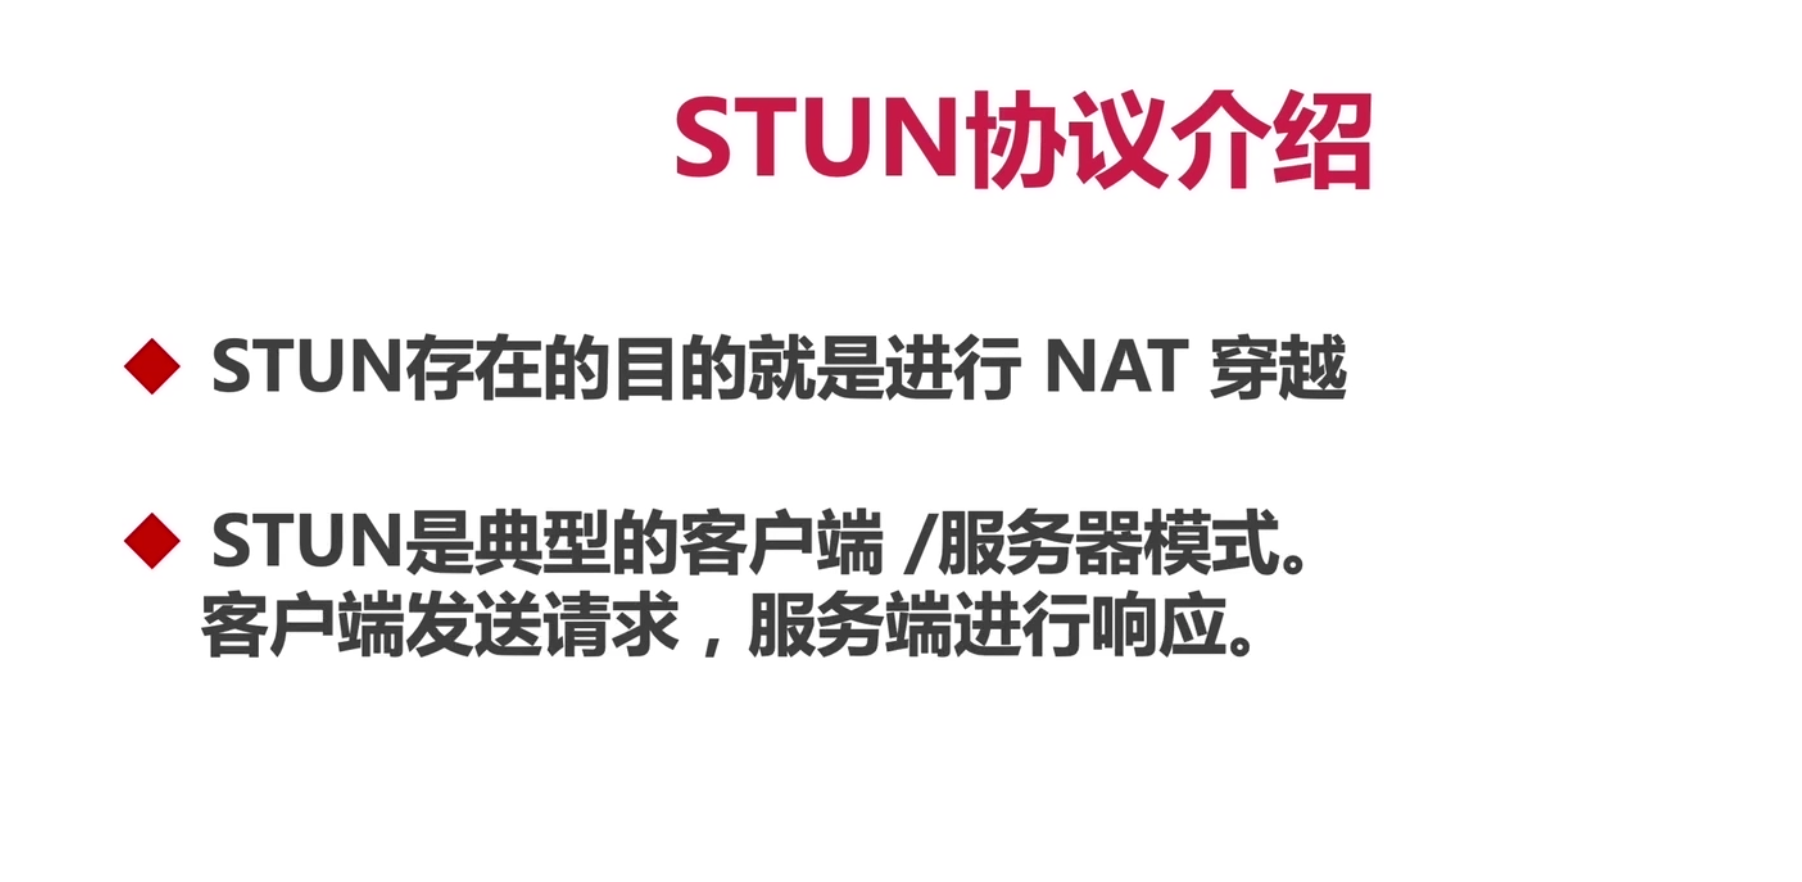 STUN协议介绍
STUN存在的目的就是进行 NAT 穿越
STUN是典型的客户端 /服务器模式。
客户端发送请求，服务端进行响应。